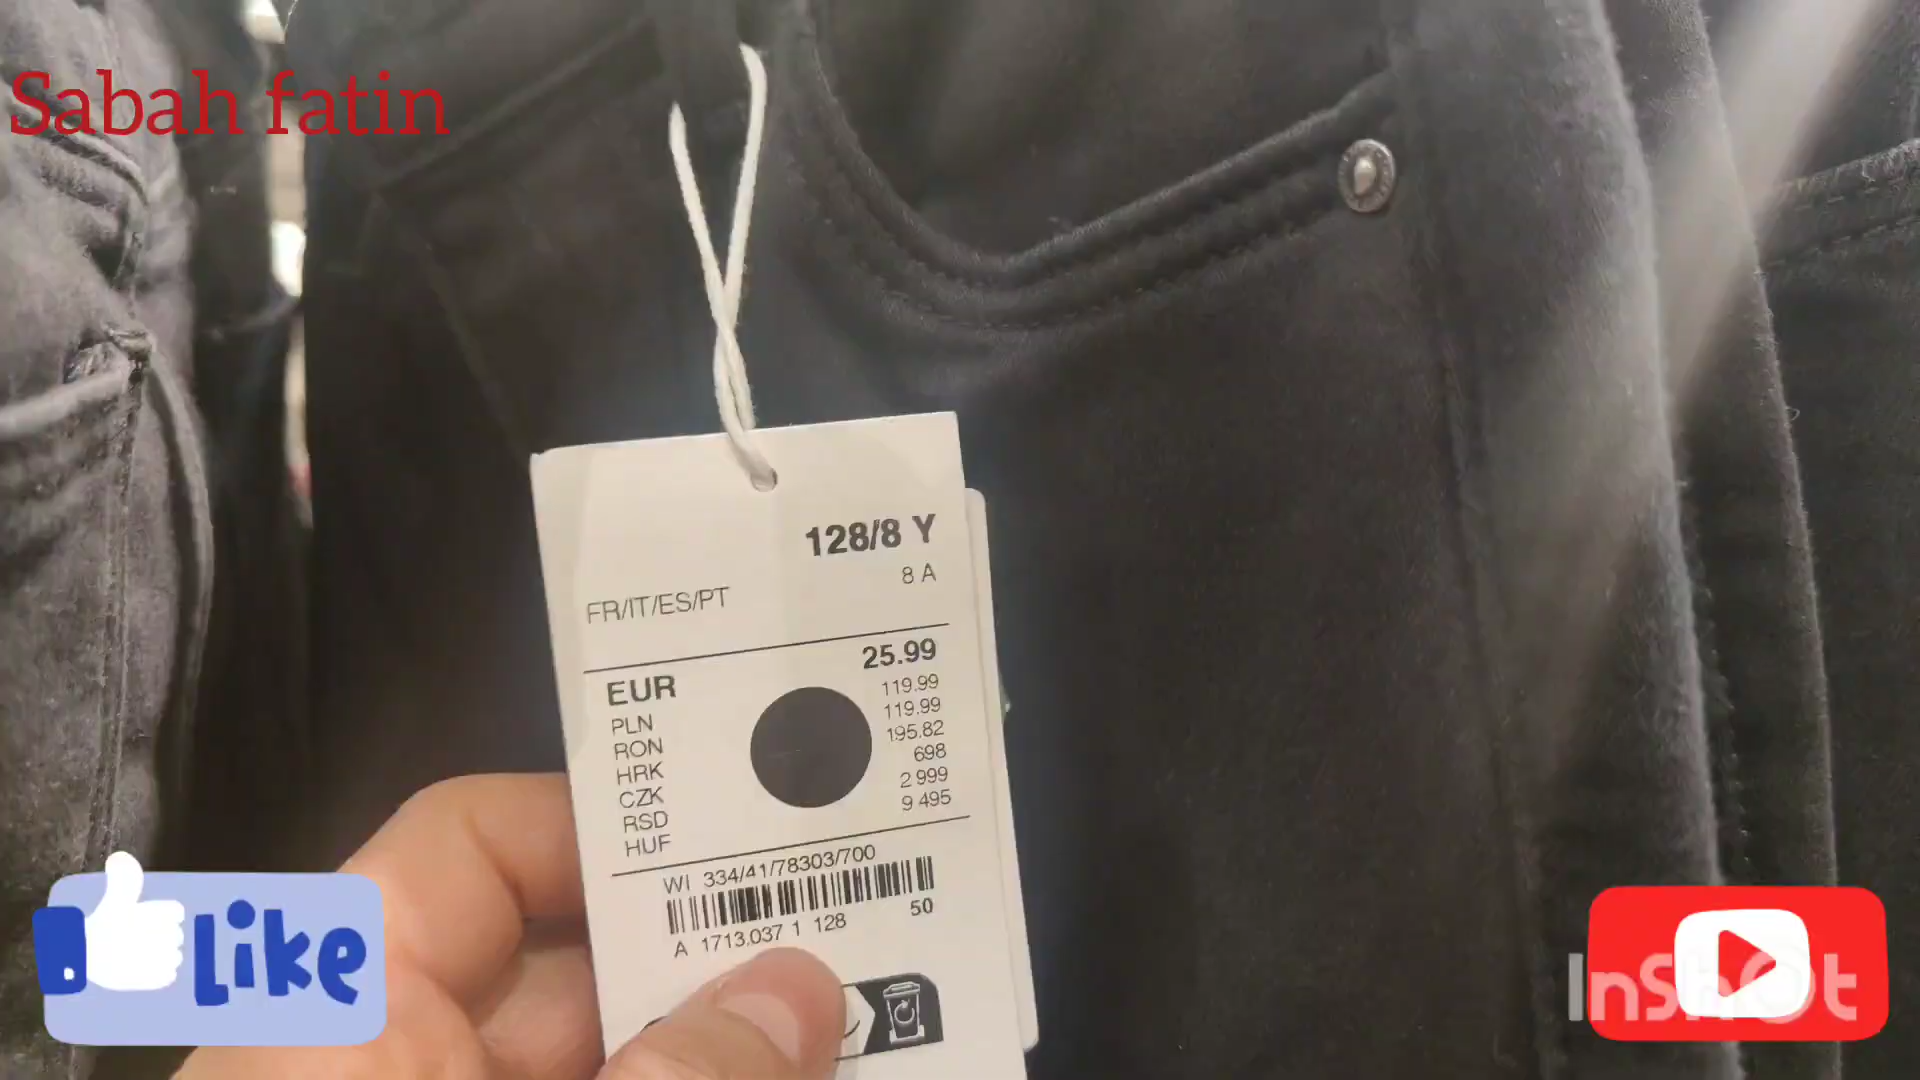 Sabah fatin
128/8 Y
8 A
FR/IT/ES/PT
25.99
EUR
119.99
PLN
119.99
RON
195.82
HRK
698
CZK
2 999
RSD
9 495
HUF
WI 334/41/78303/700
50
A 1713.037 1 128
Like
InShOt